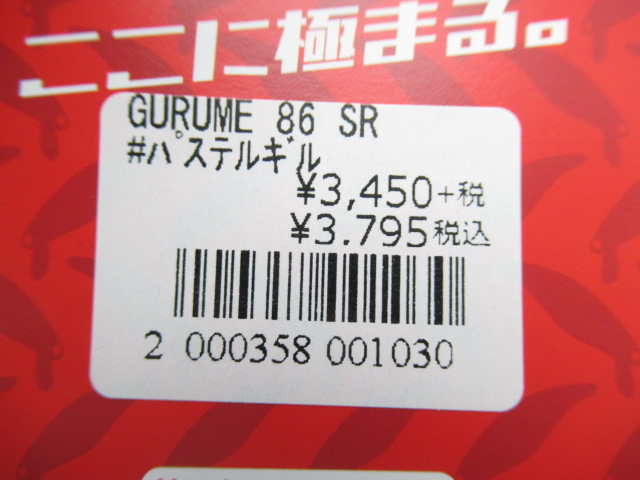 ここに極まる。
GURUME 86 SR
#パステルギル
¥3,450+税
¥3.795税込
2 000358 001030